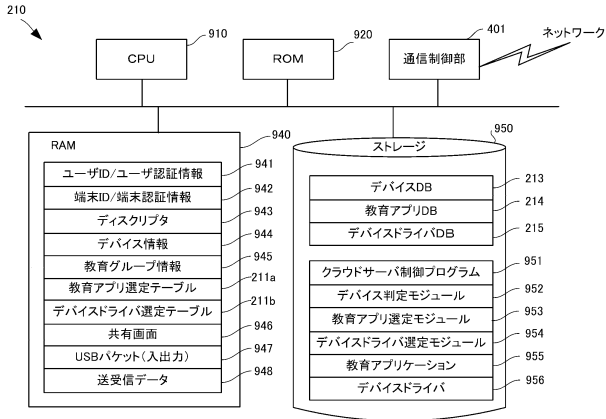 210
910
CPU
920
ROM
401
通信制御部
ネットワーク
RAM
940
ユーザID/ユーザ認証情報
941
端末ID/端末認証情報
942
ディスクリプタ
943
デバイス情報
944
教育グループ情報
945
教育アプリ選定テーブル
211a
デバイスドライバ選定テーブル
211b
共有画面
946
USBパケット(入出力)
947
送受信データ
948
ストレージ
950
デバイスDB
213
教育アプリDB
214
デバイスドライバDB
215
クラウドサーバ制御プログラム
951
デバイス判定モジュール
952
教育アプリ選定モジュール
953
デバイスドライバ選定モジュール
954
教育アプリケーション
955
デバイスドライバ
956